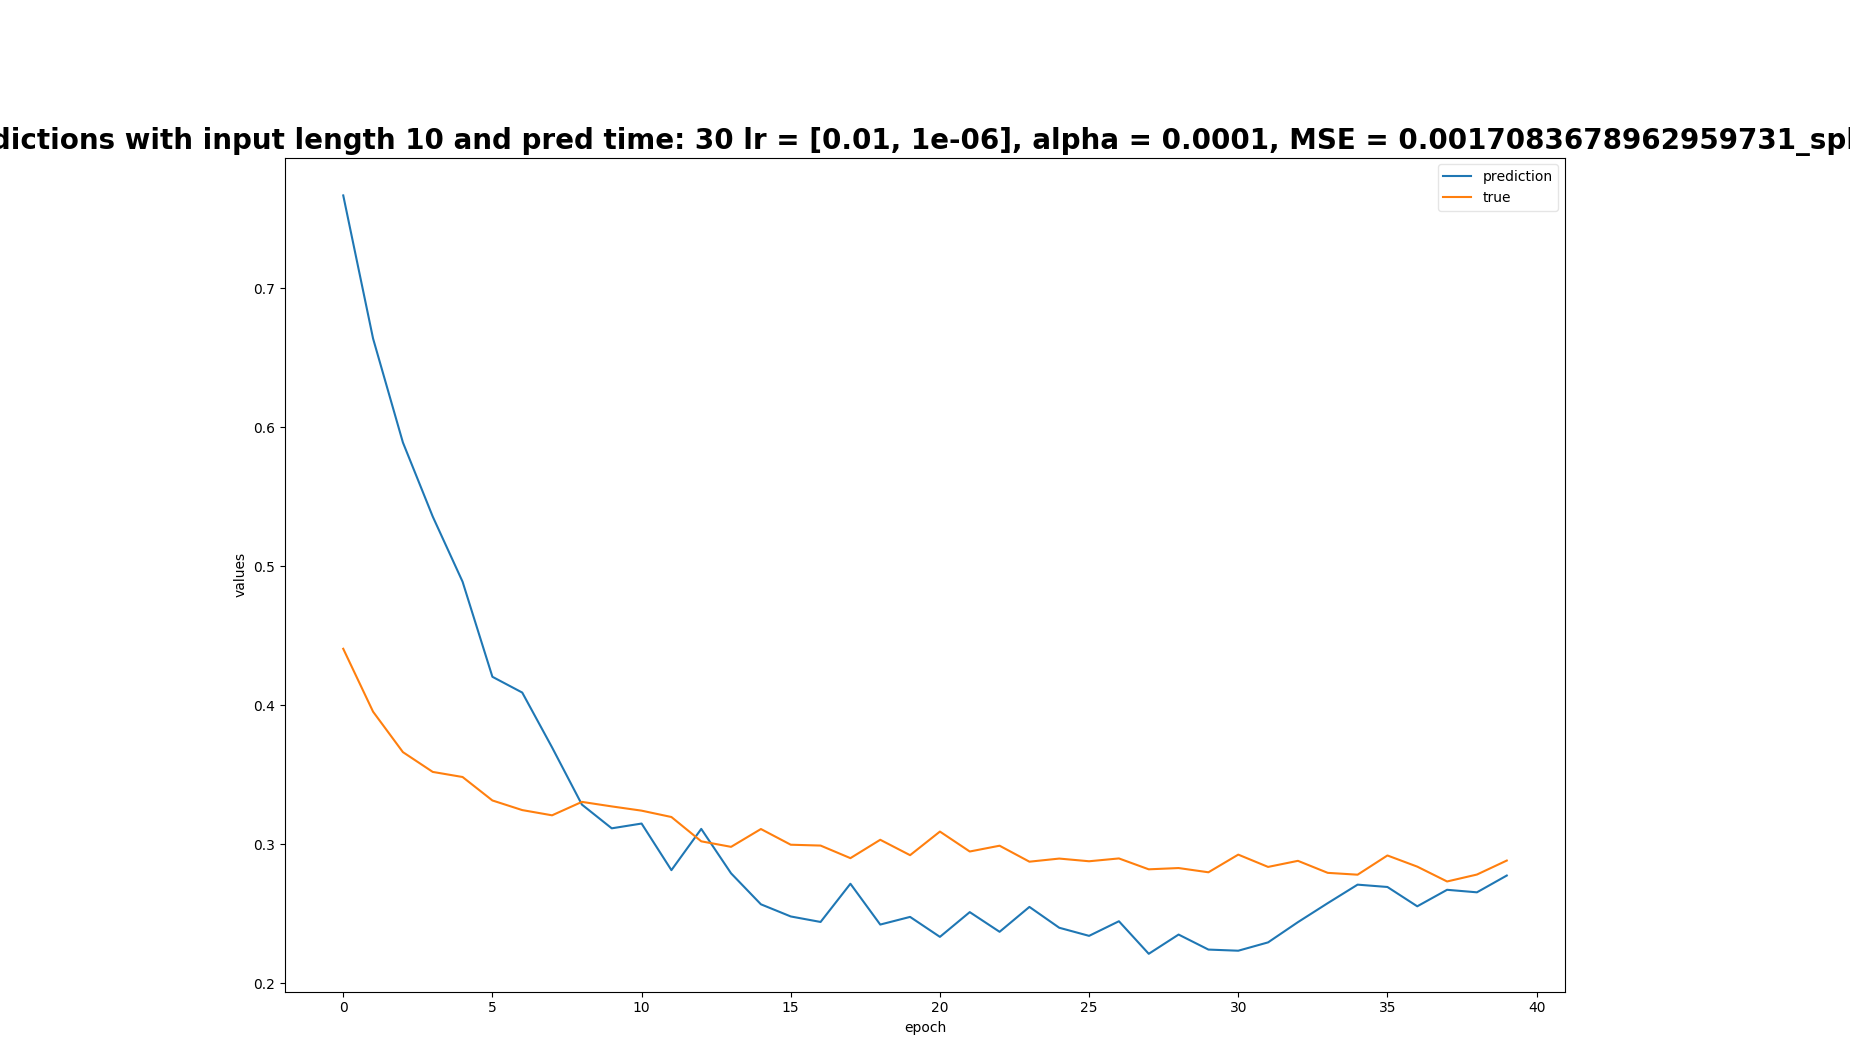 dictions with input length 10 and pred time: 30 lr = [0.01, 1e-06], alpha = 0.0001, MSE = 0.0017083678962959731_spl
prediction
true
0.7
0.6
0.5
0.4
0.3
0.2
values
0 5 10 15 20 25 30 35 40
epoch